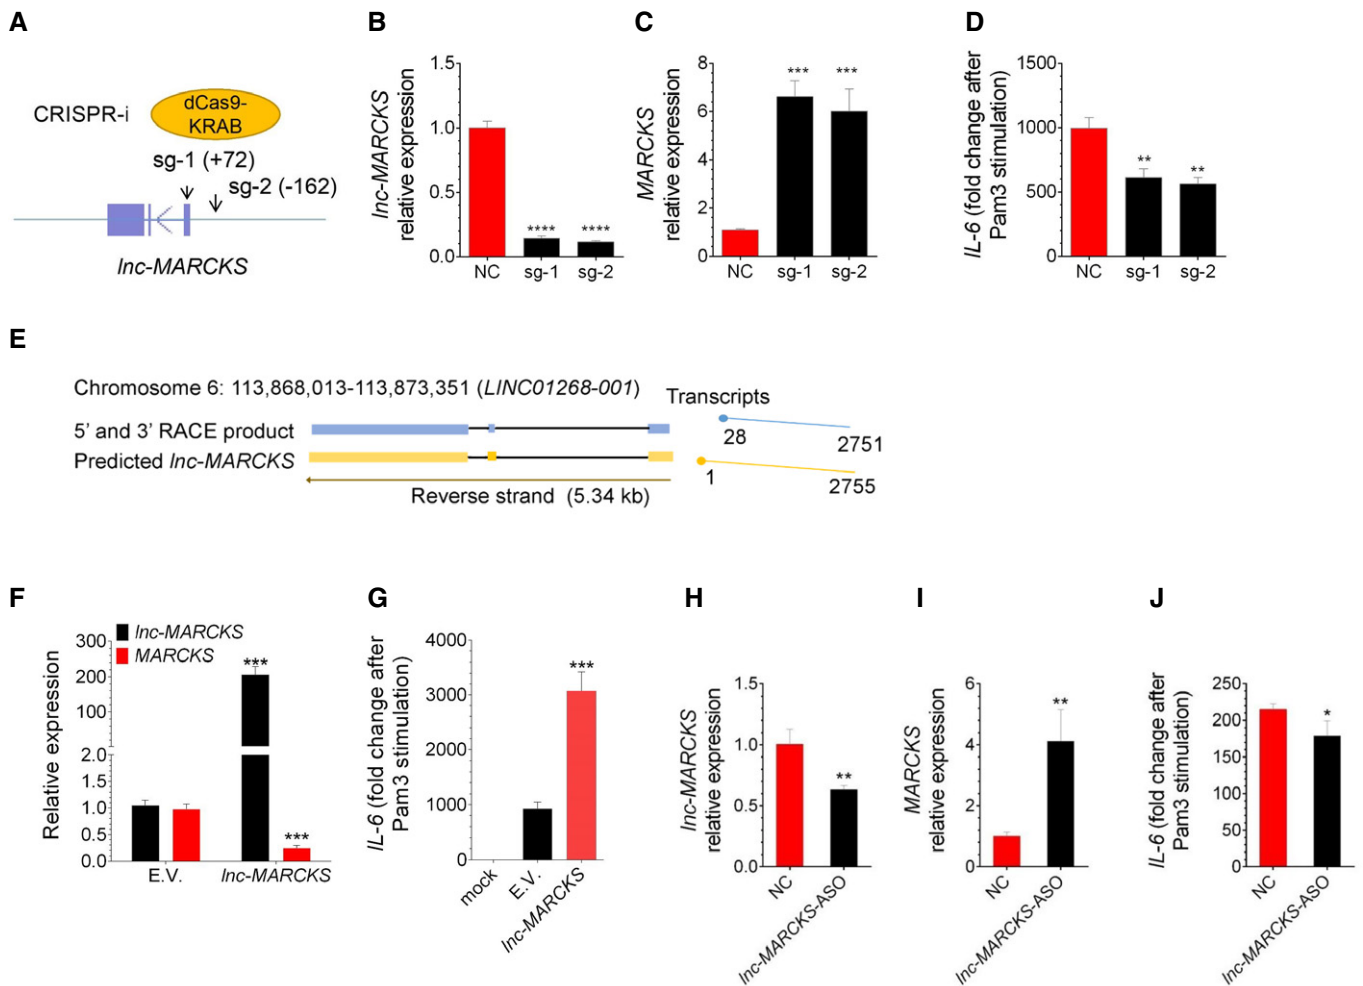 A
CRISPR-i
dCas9-
KRAB
sg-1 (+72)
sg-2 (-162)
lnc-MARCKS
B
lnc-MARCKS
relative expression
1.5
1.0
0.5
0.0
****
****
NC
sg-1
sg-2
C
MARCKS
relative expression
8
6
4
2
0
***
***
NC
sg-1
sg-2
D
IL-6 (fold change after
Pam3 stimulation)
1500
1000
500
0
**
**
NC
sg-1
sg-2
E
Chromosome 6: 113,868,013-113,873,351 (LINC01268-001)
Transcripts
5' and 3' RACE product
28
2751
Predicted lnc-MARCKS
1
2755
Reverse strand (5.34 kb)
F
lnc-MARCKS
MARCKS
Relative expression
300
200
100
2.0
1.5
1.0
0.5
0.0
***
***
E.V.
lnc-MARCKS
G
IL-6 (fold change after
Pam3 stimulation)
4000
3000
2000
1000
0
***
mock
E.V.
lnc-MARCKS
H
lnc-MARCKS
relative expression
1.5
1.0
0.5
0.0
**
NC
lnc-MARCKS-ASO
I
MARCKS
relative expression
6
4
2
0
**
NC
lnc-MARCKS-ASO
J
IL-6 (fold change after
Pam3 stimulation)
250
200
150
100
50
0
*
NC
lnc-MARCKS-ASO